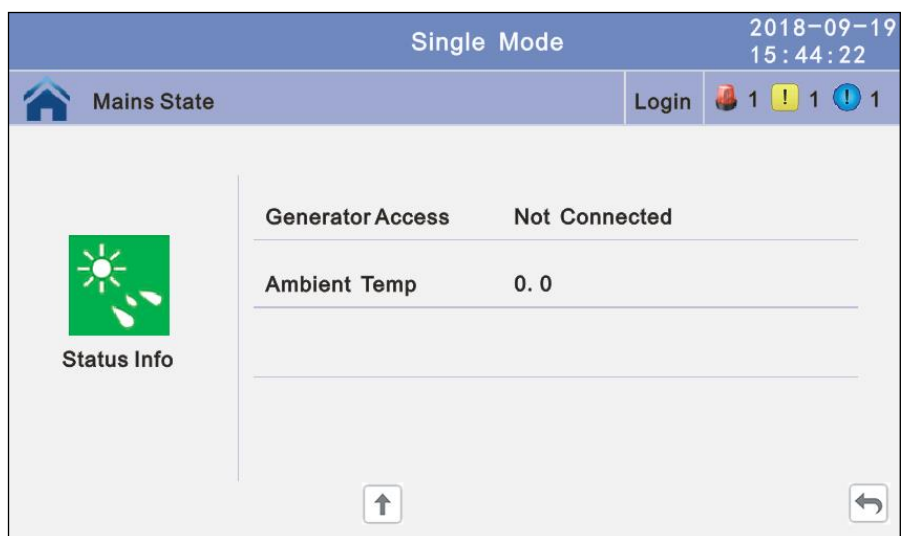 Single Mode
2018-09-19
15:44:22
Mains State
Login
1
! 1
! 1
Generator Access Not Connected
Ambient Temp 0. 0
Status Info